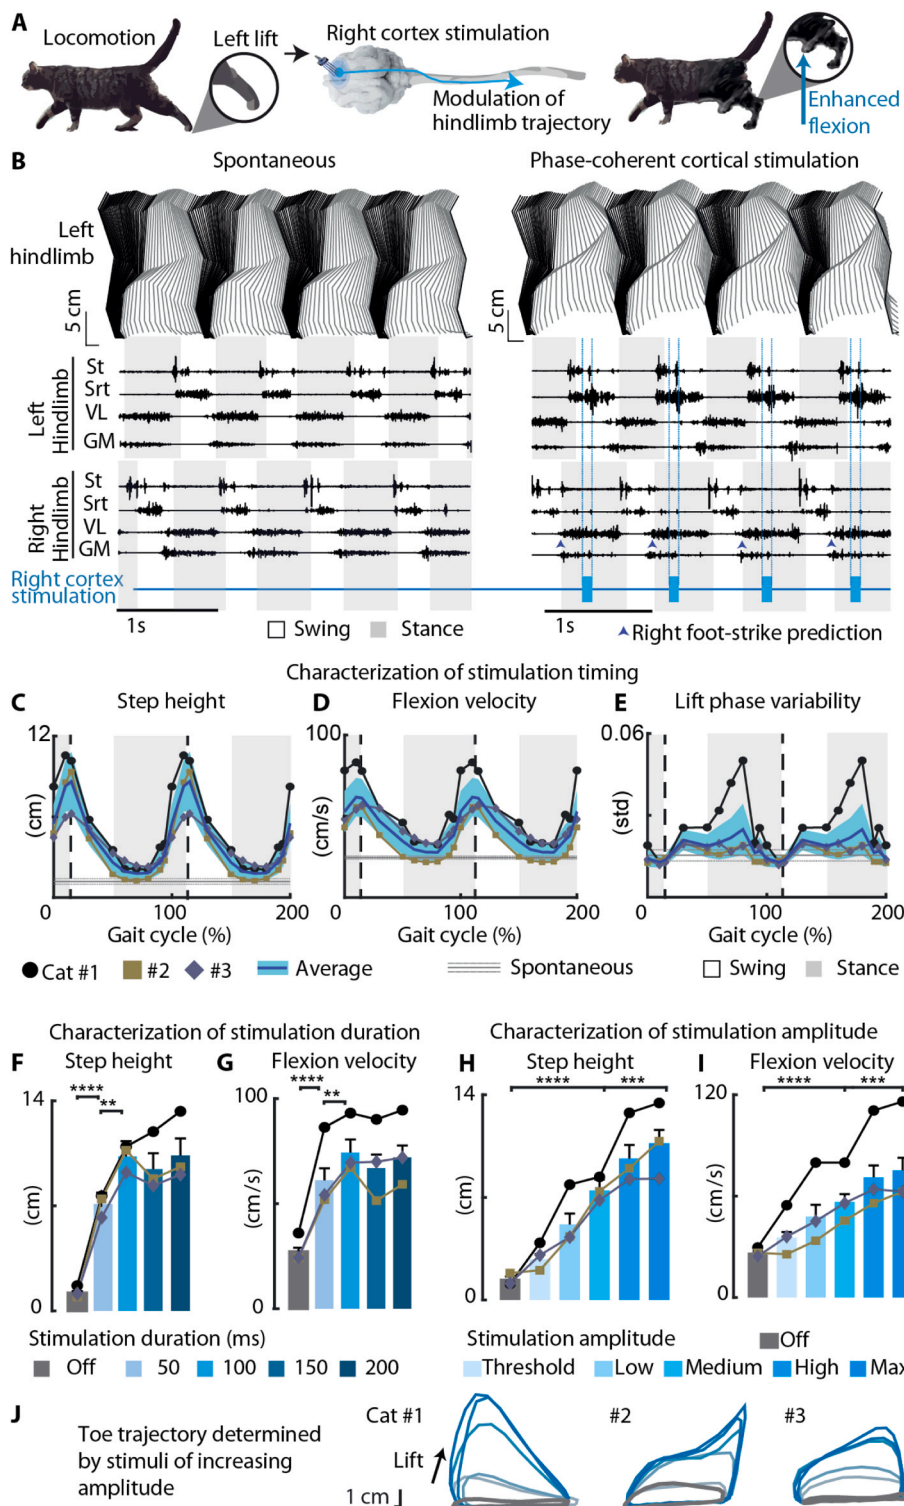 A
Locomotion
Left lift
Right cortex stimulation
Modulation of
hindlimb trajectory
Enhanced
flexion
B
Spontaneous
Phase-coherent cortical stimulation
Left
hindlimb
5 cm
5 cm
Left
Hindlimb
St
Srt
VL
GM
Right
Hindlimb
St
Srt
VL
GM
Right cortex
stimulation
1s
Swing
Stance
1s
Right foot-strike prediction
Characterization of stimulation timing
C
Step height
12
(cm)
0
0 100 200
Gait cycle (%)
D
Flexion velocity
100
(cm/s)
0
0 100 200
Gait cycle (%)
E
Lift phase variability
0.06
(std)
0
0 100 200
Gait cycle (%)
Cat #1 #2 #3 Average Spontaneous Swing Stance
Characterization of stimulation duration
F
Step height
14
(cm)
0
****
**
G
Flexion velocity
100
(cm/s)
0
****
**
Stimulation duration (ms)
Off 50 100 150 200
Characterization of stimulation amplitude
H
Step height
14
(cm)
0
****
***
I
Flexion velocity
120
(cm/s)
0
****
***
Stimulation amplitude
Off
Threshold Low Medium High Max
J
Toe trajectory determined
by stimuli of increasing
amplitude
Cat #1
#2
#3
Lift
1 cm